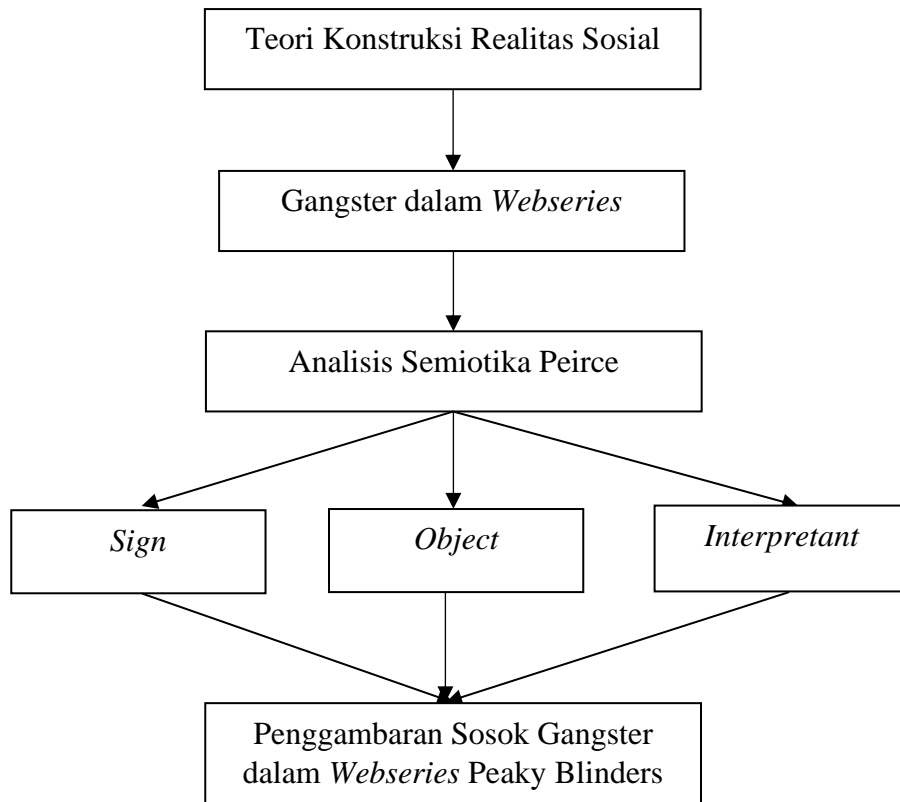 Teori Konstruksi Realitas Sosial
Gangster dalam Webseries
Analisis Semiotika Peirce
Sign
Object
Interpretant
Penggambaran Sosok Gangster
dalam Webseries Peaky Blinders